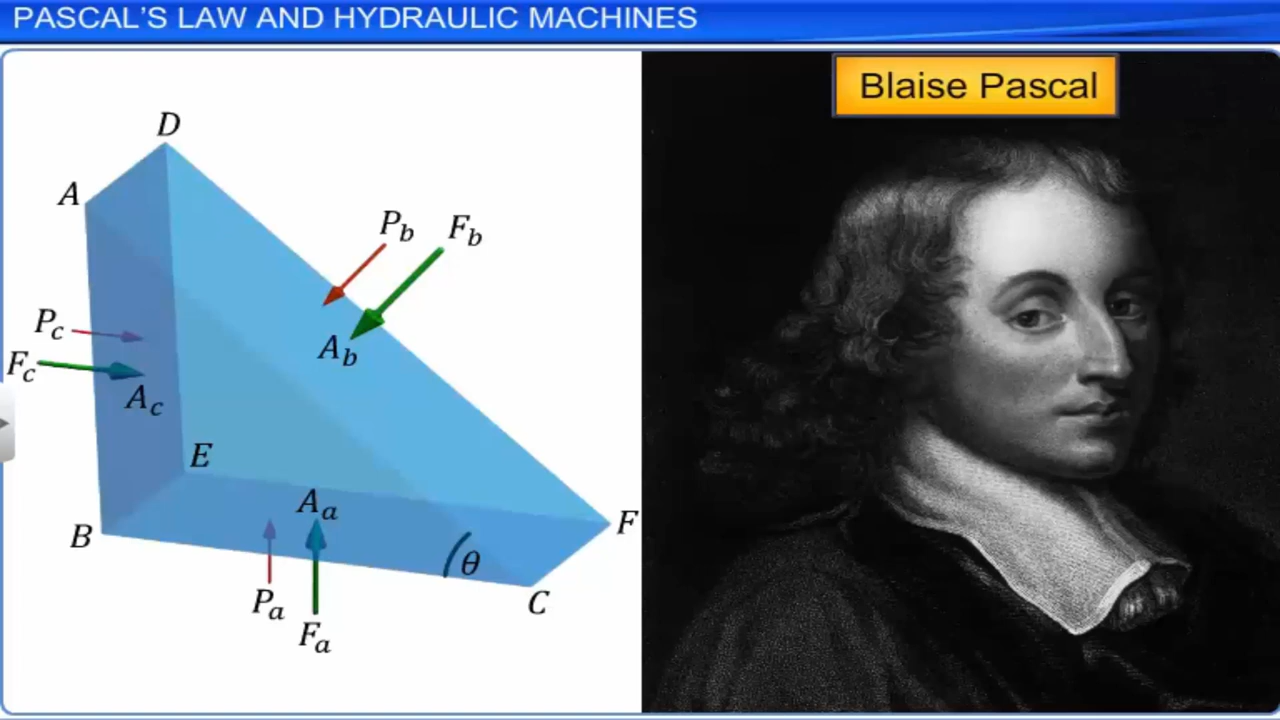 PASCAL’S LAW AND HYDRAULIC MACHINES
Blaise Pascal
D
A
P_b F_b
P_c
A_b
F_c
A_c
E
A_a
F
B
θ
P_a
C
F_a